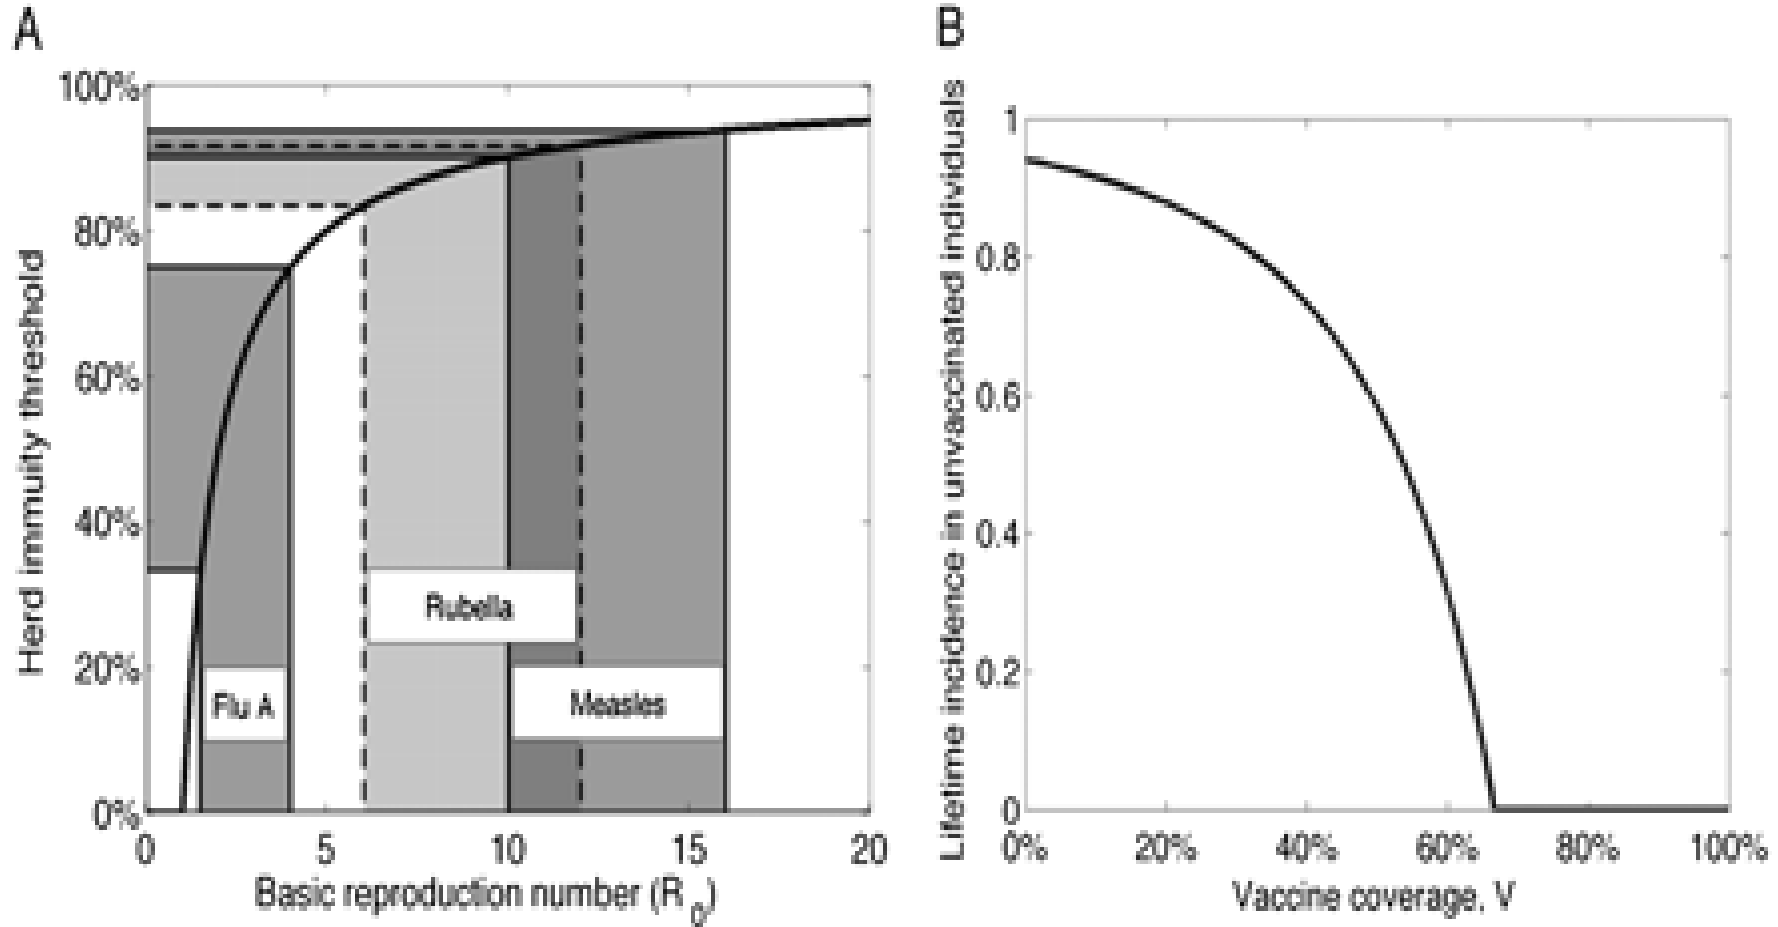 A
Herd immuity threshold
100%
80%
60%
40%
20%
0%
Rubella
Flu A
Measles
0 5 10 15 20
Basic reproduction number (R0)
B
Lifetime incidence in unvaccinated individuals
1
0.8
0.6
0.4
0.2
0
0% 20% 40% 60% 80% 100%
Vaccine coverage, V